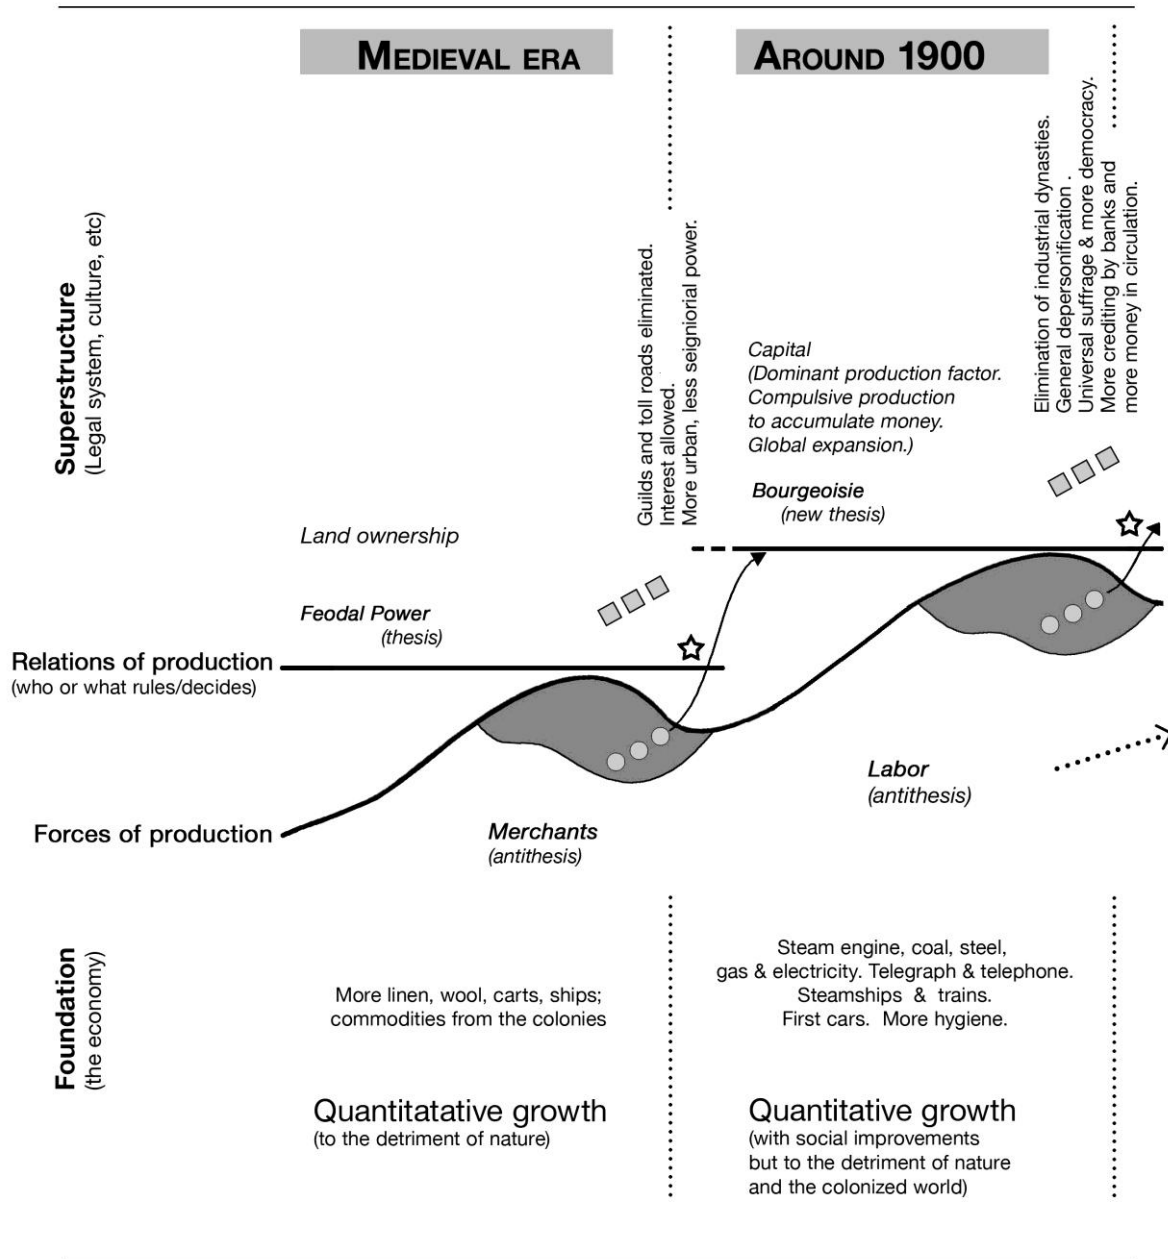 MEDIEVAL ERA
AROUND 1900
Superstructure
(Legal system, culture, etc)
Guilds and toll roads eliminated.
Interest allowed.
More urban, less seigniorial power.
Elimination of industrial dynasties.
General depersonification .
Universal suffrage & more democracy.
More crediting by banks and
more money in circulation.
Capital
(Dominant production factor.
Compulsive production
to accumulate money.
Global expansion.)
Bourgeoisie
(new thesis)
Land ownership
Feodal Power
(thesis)
Relations of production
(who or what rules/decides)
Labor
(antithesis)
Forces of production
Merchants
(antithesis)
Foundation
(the economy)
More linen, wool, carts, ships;
commodities from the colonies
Steam engine, coal, steel,
gas & electricity. Telegraph & telephone.
Steamships & trains.
First cars. More hygiene.
Quantitatative growth
(to the detriment of nature)
Quantitative growth
(with social improvements
but to the detriment of nature
and the colonized world)